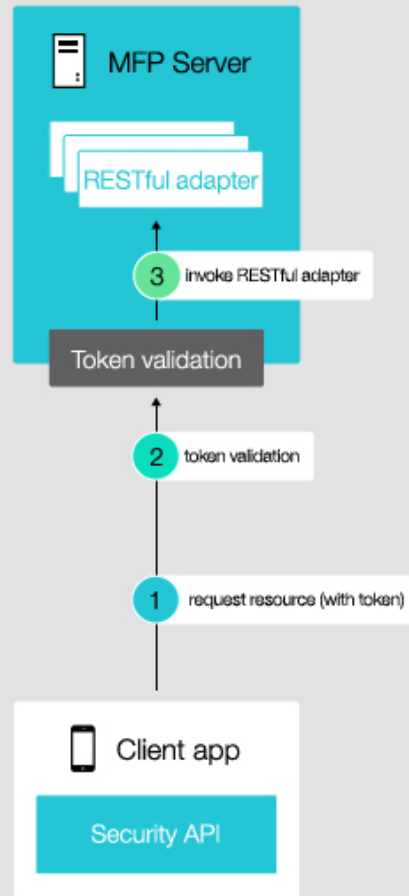 MFP Server
RESTful adapter
3 invoke RESTful adapter
Token validation
2 token validation
1 request resource (with token)
Client app
Security API